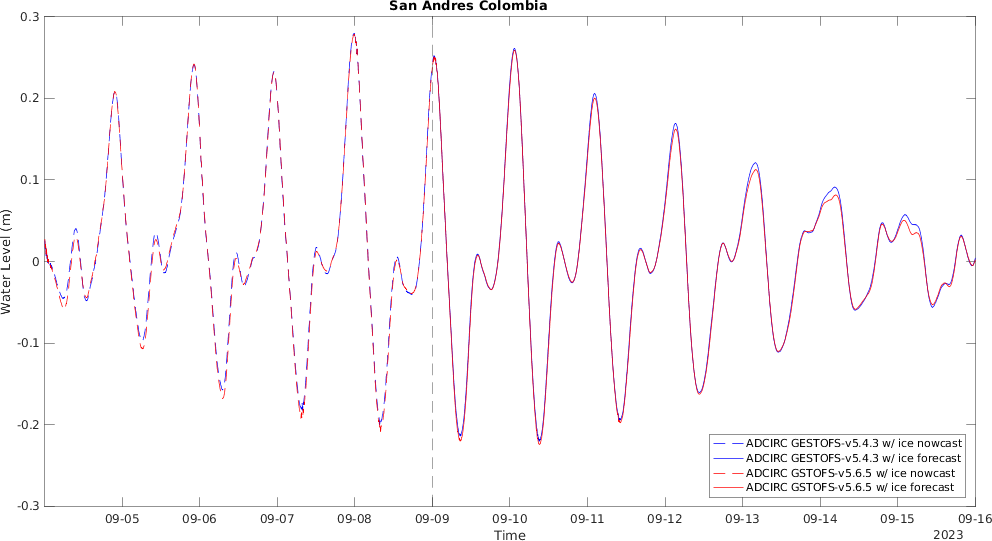 San Andres Colombia
0.3
0.2
0.1
0
-0.1
-0.2
-0.3
Water Level (m)
09-05 09-06 09-07 09-08 09-09 09-10 09-11 09-12 09-13 09-14 09-15 09-16
Time
2023
ADCIRC GESTOFS-v5.4.3 w/ ice nowcast
ADCIRC GESTOFS-v5.4.3 w/ ice forecast
ADCIRC GSTOFS-v5.6.5 w/ ice nowcast
ADCIRC GSTOFS-v5.6.5 w/ ice forecast